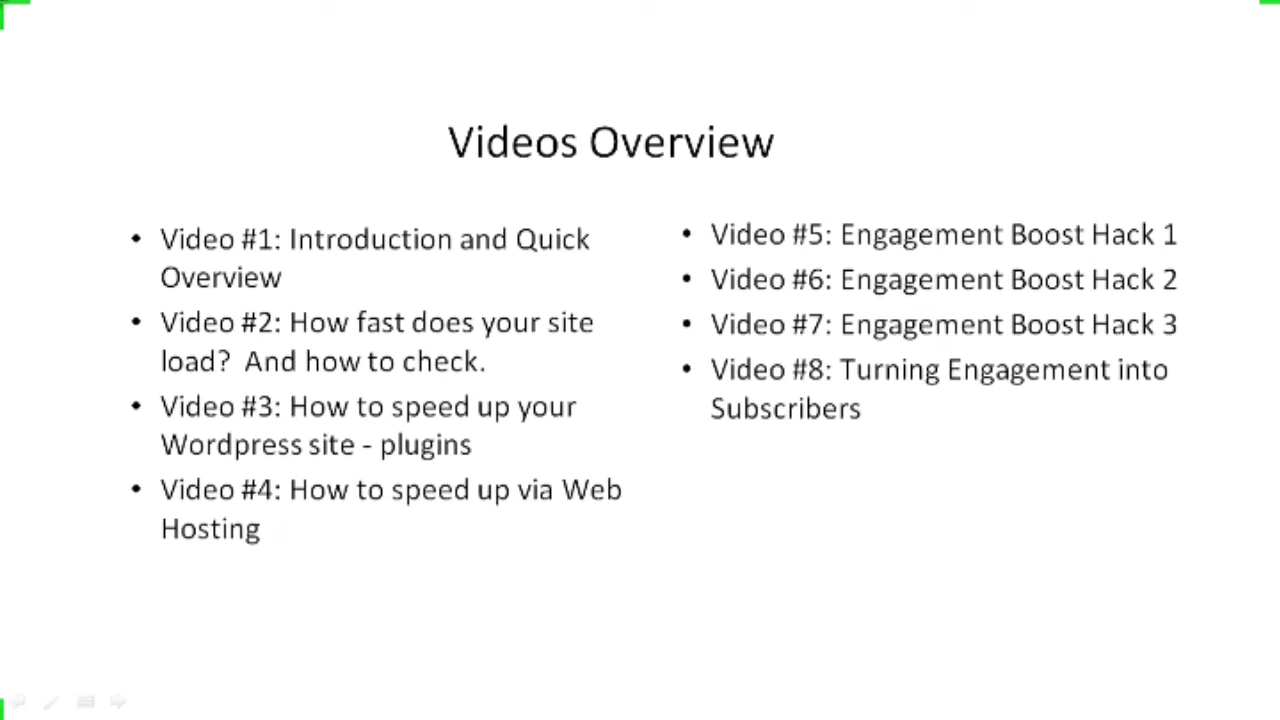 Videos Overview
• Video #1: Introduction and Quick
Overview
• Video #2: How fast does your site
load?  And how to check.
• Video #3: How to speed up your
Wordpress site - plugins
• Video #4: How to speed up via Web
Hosting
• Video #5: Engagement Boost Hack 1
• Video #6: Engagement Boost Hack 2
• Video #7: Engagement Boost Hack 3
• Video #8: Turning Engagement into
Subscribers